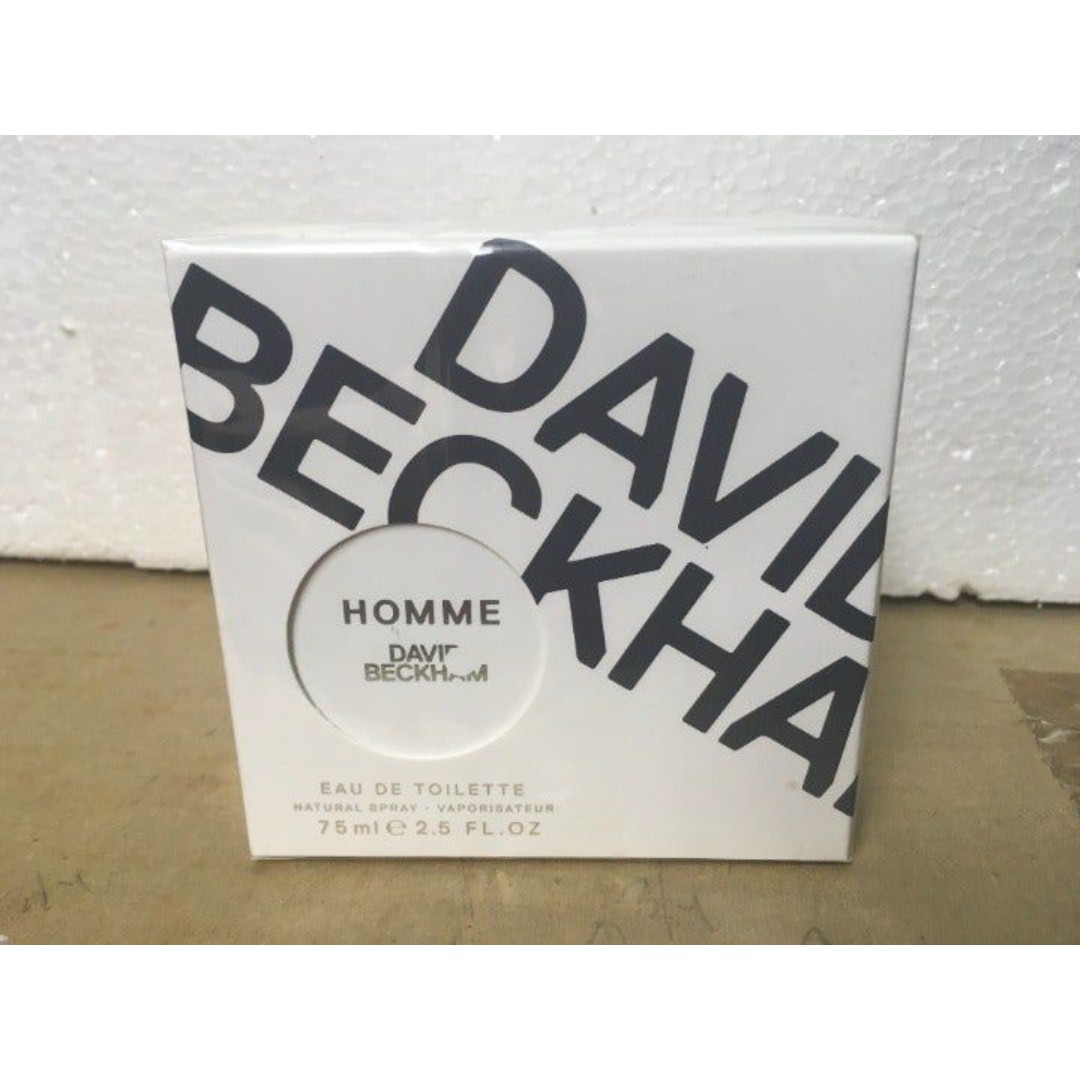 DAVID
BECKHAM
HOMME
DAVID
BECKHAM
EAU DE TOILETTE
NATURAL SPRAY · VAPORISATEUR
75ml e 2.5 FL.OZ